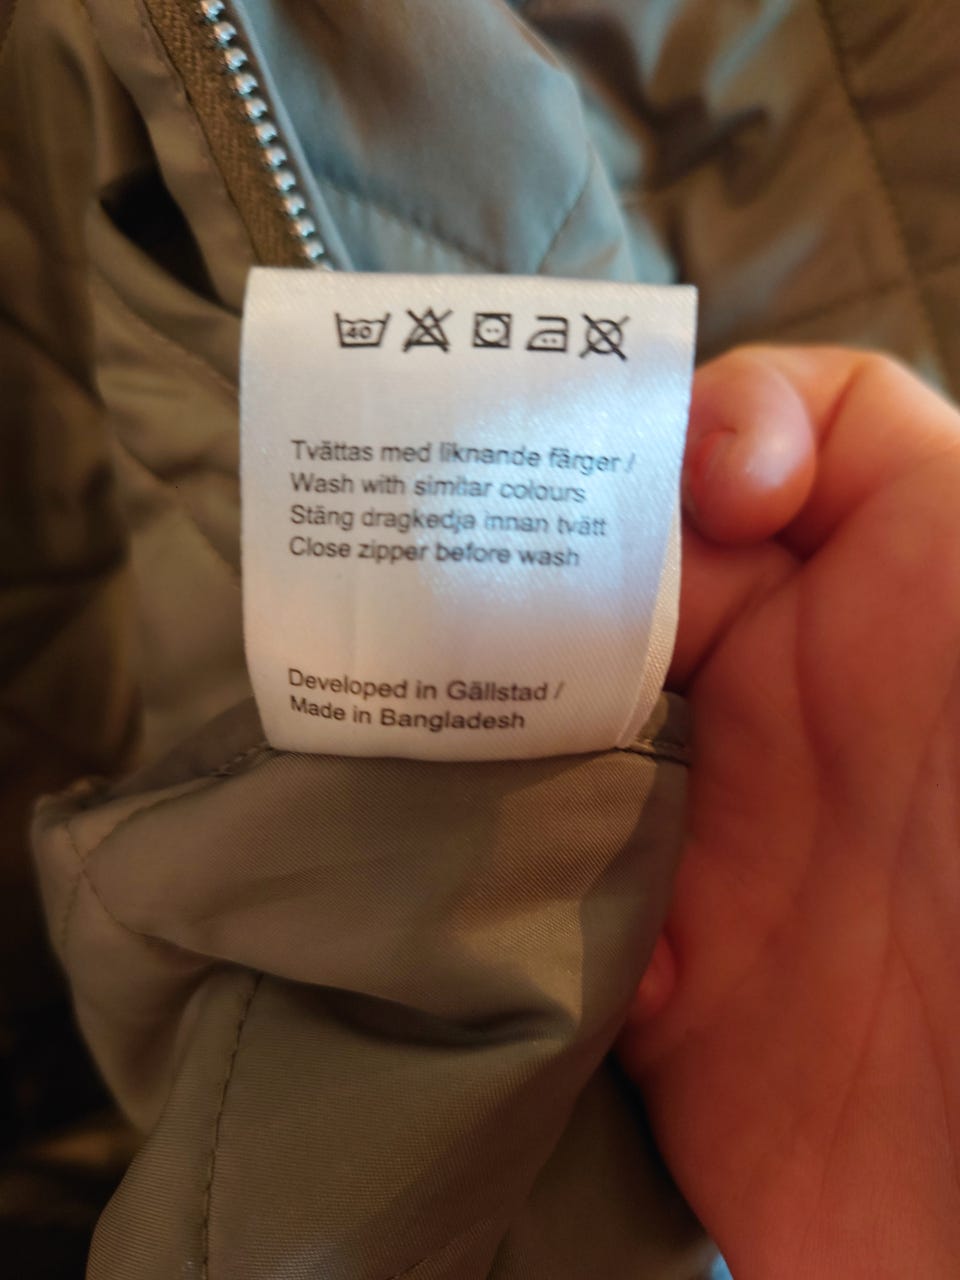 40
Tvättas med liknande färger /
Wash with similar colours
Stäng dragkedja innan tvätt
Close zipper before wash
Developed in Gällstad /
Made in Bangladesh